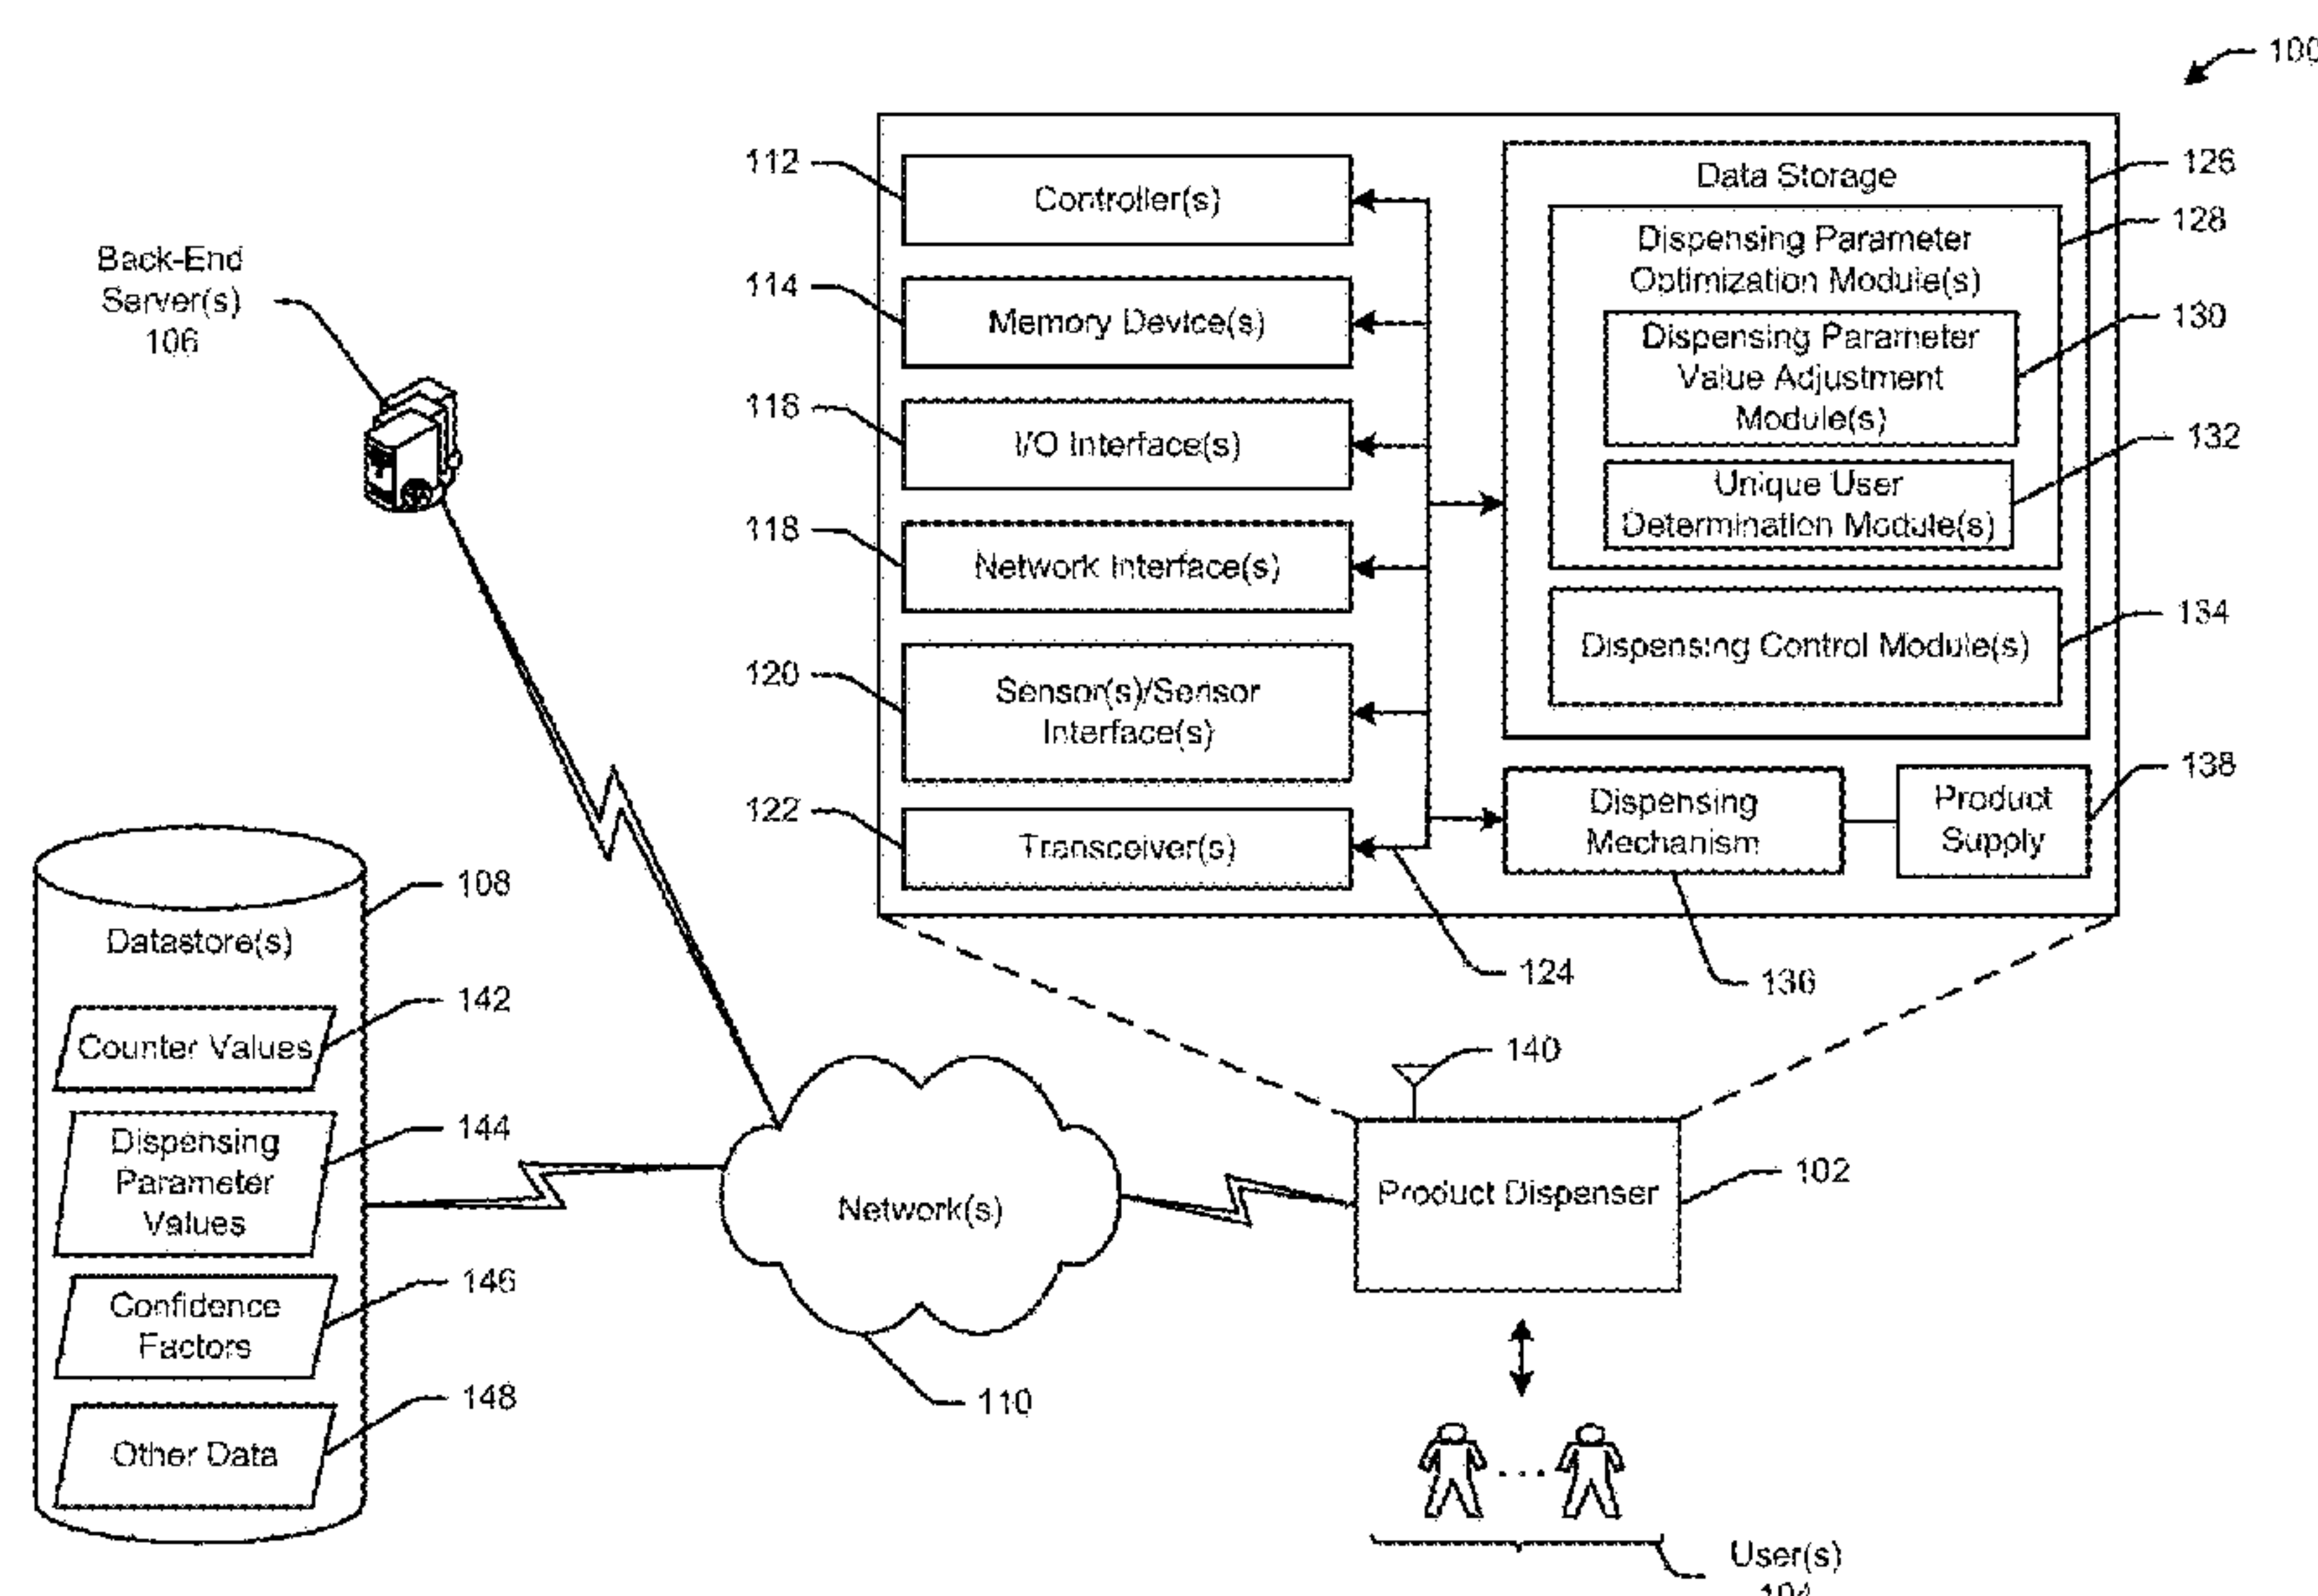 100
112
Controller(s)
114
Memory Device(s)
116
I/O Interface(s)
118
Network Interface(s)
120
Sensor(s)/Sensor
Interface(s)
122
Transceiver(s)
Data Storage
126
Dispensing Parameter
Optimization Module(s)
128
Dispensing Parameter
Value Adjustment
Module(s)
130
Unique User
Determination Module(s)
132
Dispensing Control Module(s)
134
Dispensing
Mechanism
Product
Supply
138
124
136
Back-End
Server(s)
106
108
Datastore(s)
142
Counter Values
144
Dispensing
Parameter
Values
146
Confidence
Factors
148
Other Data
Network(s)
110
140
Product Dispenser
102
User(s)
104